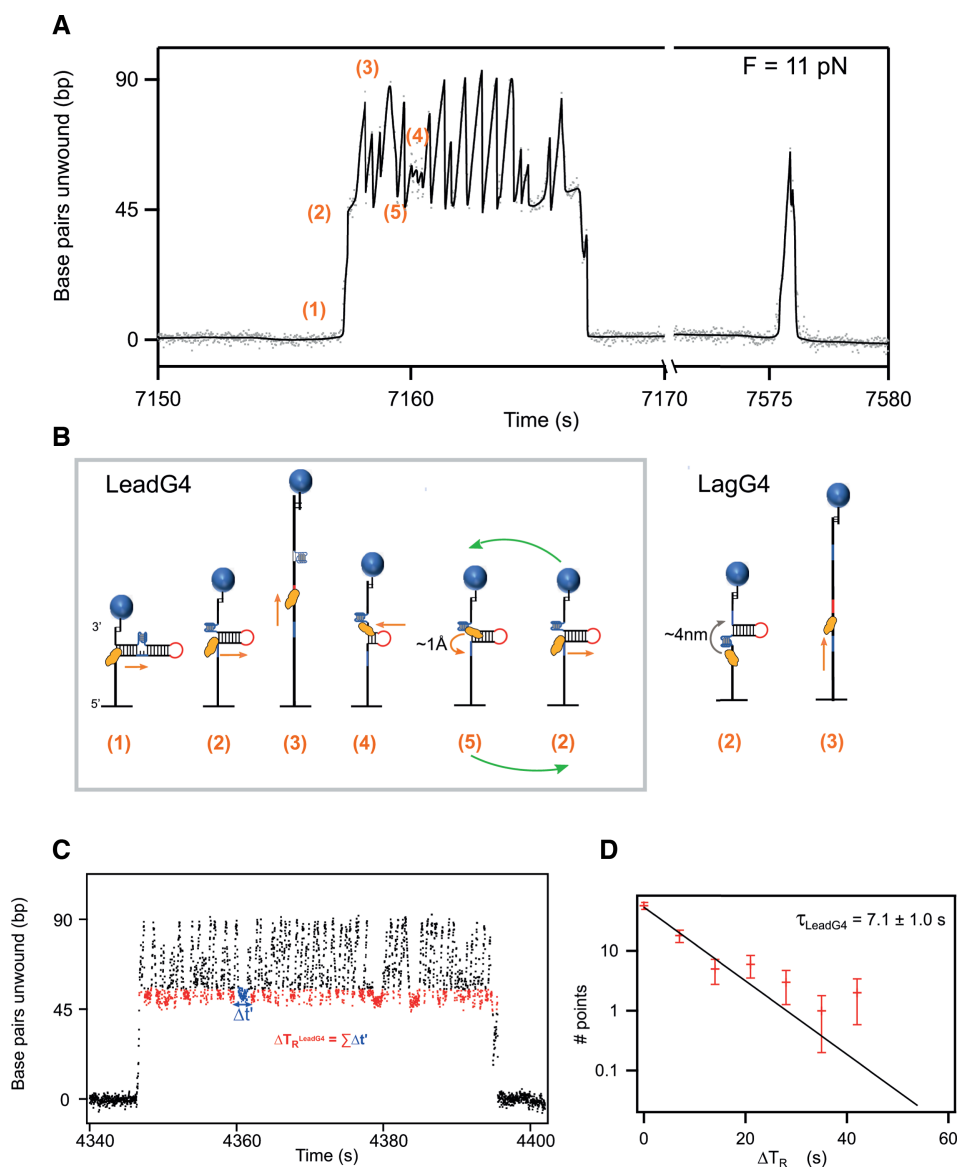 A
Base pairs unwound (bp)
90
45
0
(1)
(2)
(3)
(4)
(5)
F = 11 pN
7150
7160
7170
7575
7580
Time (s)
B
LeadG4
LagG4
3'
5'
~1Å
~4nm
(1)
(2)
(3)
(4)
(5)
(2)
(2)
(3)
C
Base pairs unwound (bp)
90
45
0
Δt'
ΔT_R^LeadG4 = ∑Δt'
4340
4360
4380
4400
Time (s)
D
τ_LeadG4 = 7.1 ± 1.0 s
# points
10
1
0.1
0
20
40
60
ΔT_R (s)